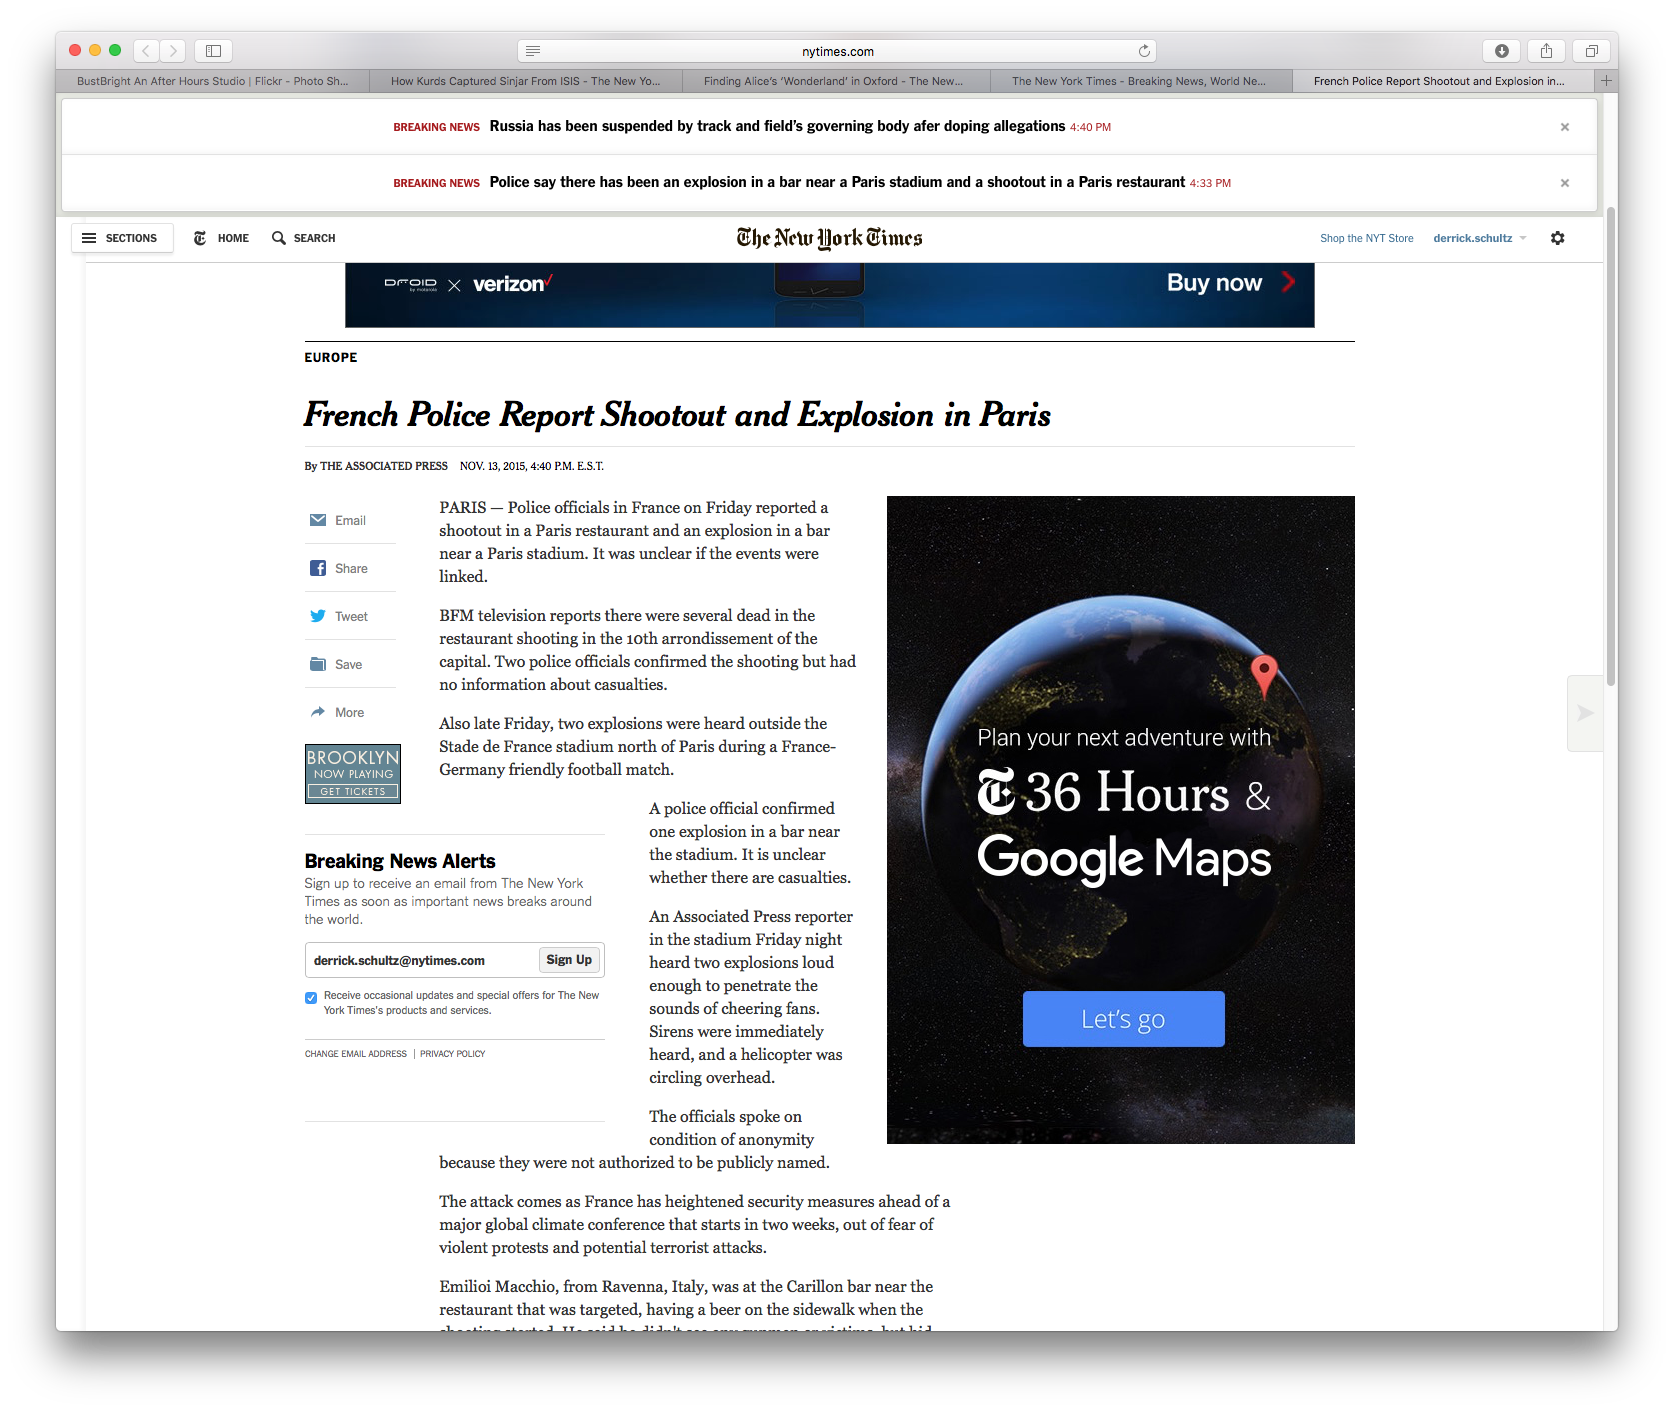 nytimes.com
BustBright An After Hours Studio | Flickr - Photo Sh...
How Kurds Captured Sinjar From ISIS - The New Yo...
Finding Alice's 'Wonderland' in Oxford - The New...
The New York Times - Breaking News, World Ne...
French Police Report Shootout and Explosion in...
BREAKING NEWS Russia has been suspended by track and field's governing body afer doping allegations 4:40 PM
BREAKING NEWS Police say there has been an explosion in a bar near a Paris stadium and a shootout in a Paris restaurant 4:33 PM
SECTIONS
HOME
SEARCH
The New York Times
Shop the NYT Store
derrick.schultz
DROID X verizon
by motorola
Buy now
EUROPE
French Police Report Shootout and Explosion in Paris
By THE ASSOCIATED PRESS NOV. 13, 2015, 4:40 P.M. E.S.T.
Email
Share
Tweet
Save
More
BROOKLYN
NOW PLAYING
GET TICKETS
PARIS — Police officials in France on Friday reported a
shootout in a Paris restaurant and an explosion in a bar
near a Paris stadium. It was unclear if the events were
linked.
BFM television reports there were several dead in the
restaurant shooting in the 10th arrondissement of the
capital. Two police officials confirmed the shooting but had
no information about casualties.
Also late Friday, two explosions were heard outside the
Stade de France stadium north of Paris during a France-
Germany friendly football match.
Breaking News Alerts
Sign up to receive an email from The New York
Times as soon as important news breaks around
the world.
derrick.schultz@nytimes.com
Sign Up
Receive occasional updates and special offers for The New
York Times's products and services.
CHANGE EMAIL ADDRESS | PRIVACY POLICY
A police official confirmed
one explosion in a bar near
the stadium. It is unclear
whether there are casualties.
An Associated Press reporter
in the stadium Friday night
heard two explosions loud
enough to penetrate the
sounds of cheering fans.
Sirens were immediately
heard, and a helicopter was
circling overhead.
The officials spoke on
condition of anonymity
because they were not authorized to be publicly named.
The attack comes as France has heightened security measures ahead of a
major global climate conference that starts in two weeks, out of fear of
violent protests and potential terrorist attacks.
Emilioi Macchio, from Ravenna, Italy, was at the Carillon bar near the
restaurant that was targeted, having a beer on the sidewalk when the
Plan your next adventure with
T 36 Hours &
Google Maps
Let's go